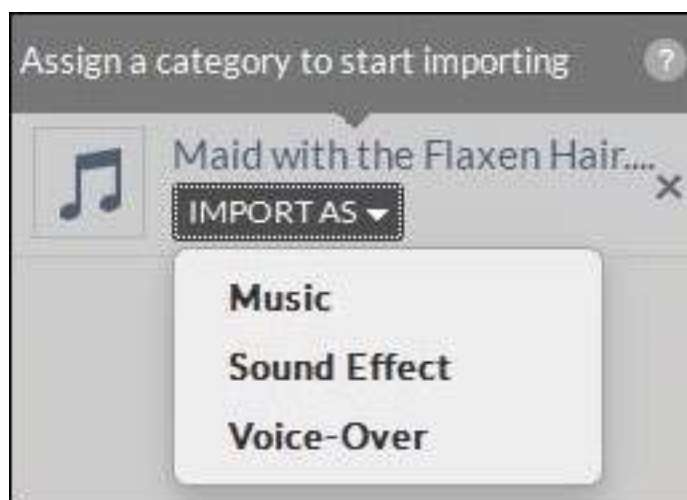 Assign a category to start importing ?
Maid with the Flaxen Hair....
IMPORT AS
Music
Sound Effect
Voice-Over